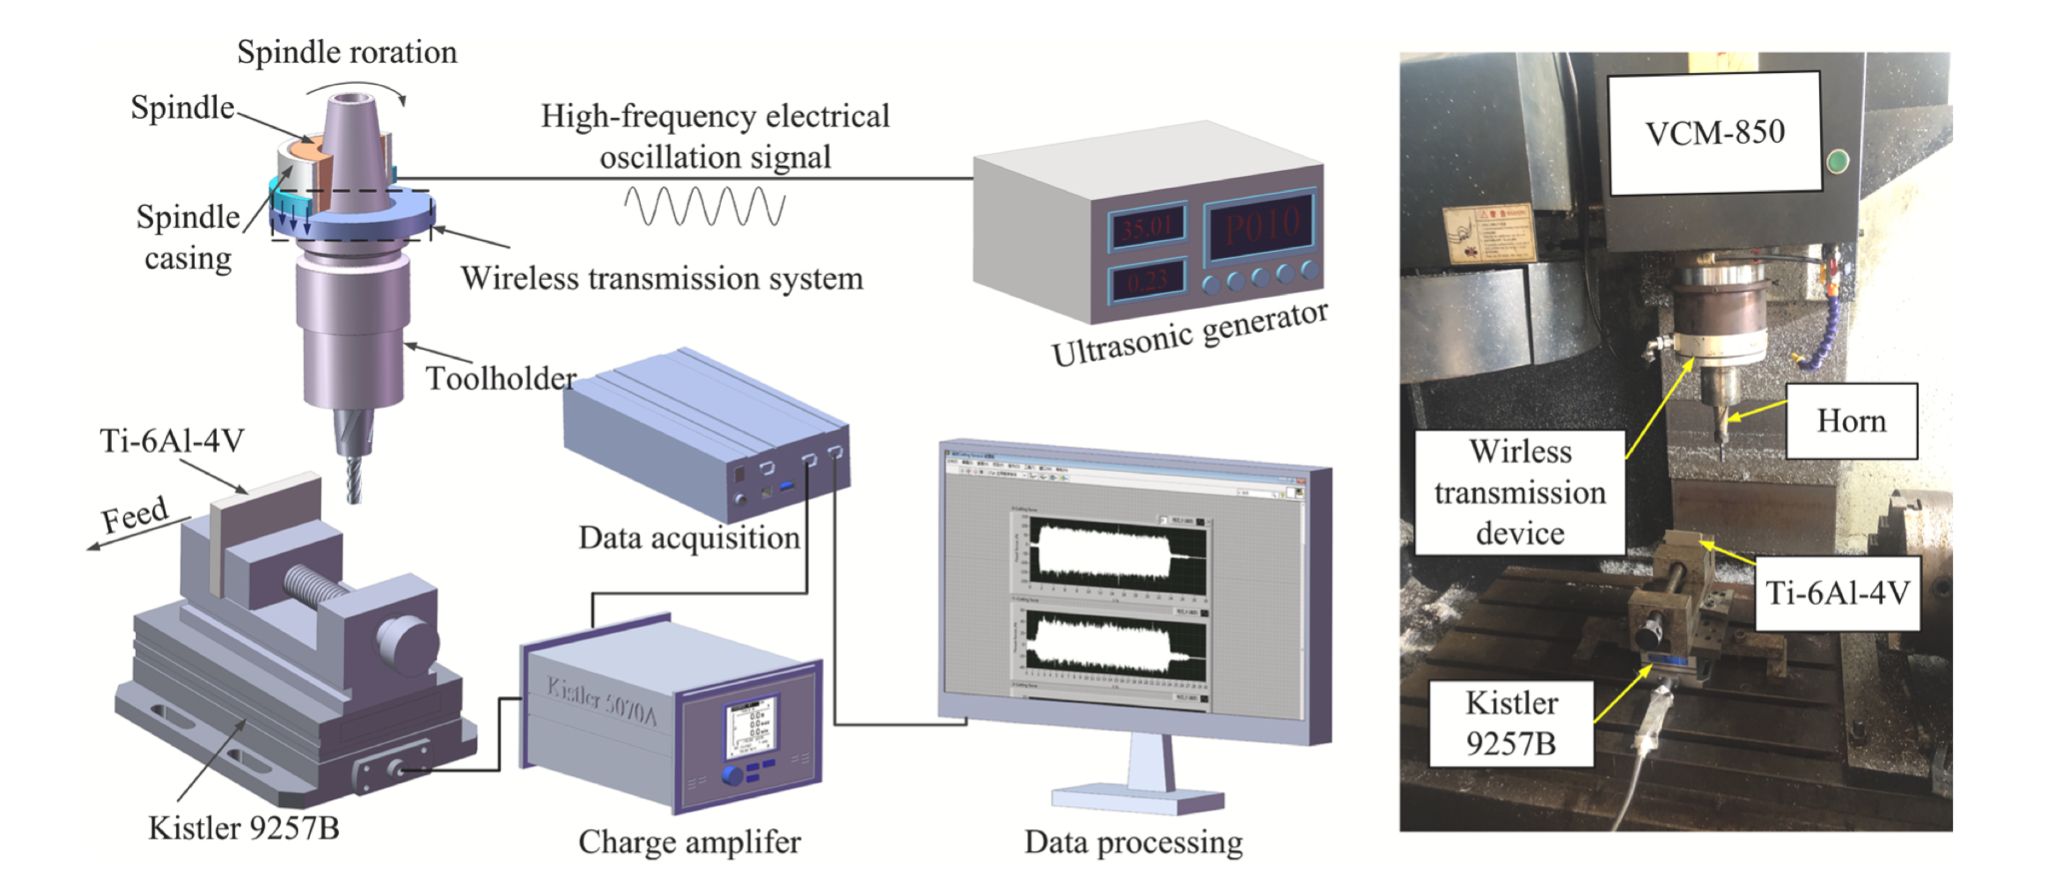 Spindle roration
Spindle
Spindle
casing
High-frequency electrical
oscillation signal
Wireless transmission system
35.01
0.23
P010
Ultrasonic generator
Toolholder
Ti-6Al-4V
Feed
Data acquisition
Kistler 5070A
Kistler 9257B
Charge amplifer
Data processing
VCM-850
Horn
Wirless
transmission
device
Ti-6Al-4V
Kistler
9257B